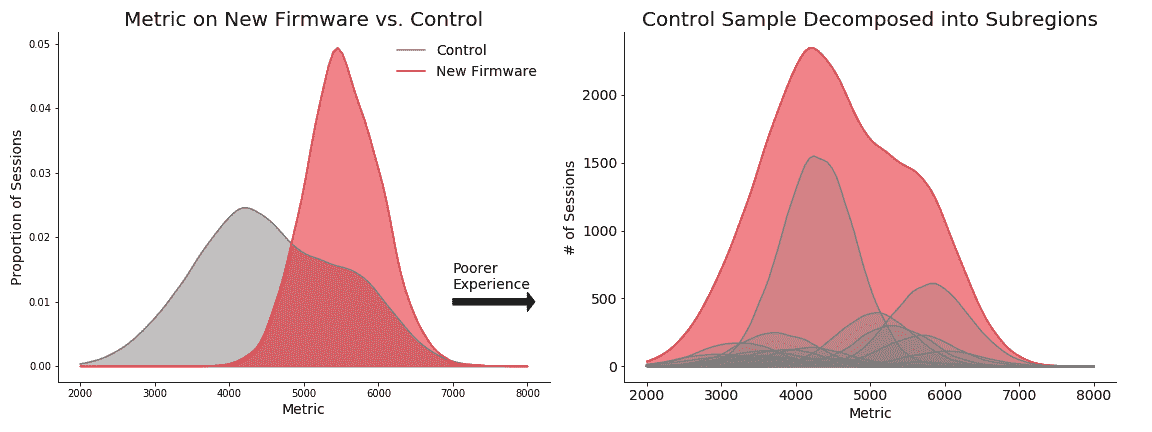 Metric on New Firmware vs. Control
0.05
0.04
0.03
0.02
0.01
0.00
Proportion of Sessions
Control
New Firmware
Poorer
Experience
2000 3000 4000 5000 6000 7000 8000
Metric
Control Sample Decomposed into Subregions
2000
1500
1000
500
0
# of Sessions
2000 3000 4000 5000 6000 7000 8000
Metric